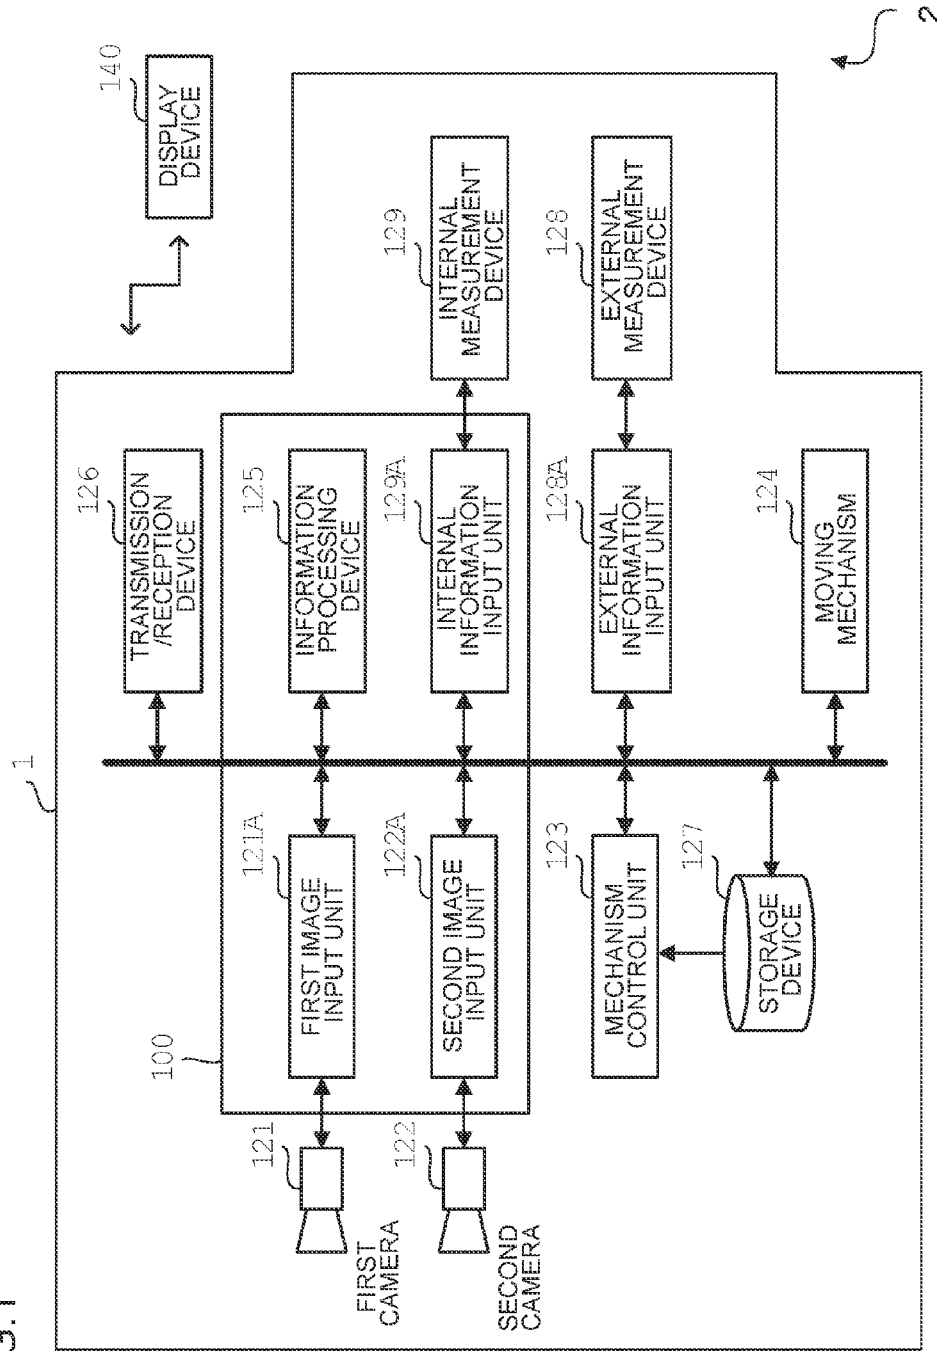 2
1
140
DISPLAY
DEVICE
126
TRANSMISSION
/RECEPTION
DEVICE
100
121
FIRST
CAMERA
121A
FIRST IMAGE
INPUT UNIT
125
INFORMATION
PROCESSING
DEVICE
122
SECOND
CAMERA
122A
SECOND IMAGE
INPUT UNIT
129A
INTERNAL
INFORMATION
INPUT UNIT
129
INTERNAL
MEASUREMENT
DEVICE
123
MECHANISM
CONTROL UNIT
128A
EXTERNAL
INFORMATION
INPUT UNIT
128
EXTERNAL
MEASUREMENT
DEVICE
127
STORAGE
DEVICE
124
MOVING
MECHANISM